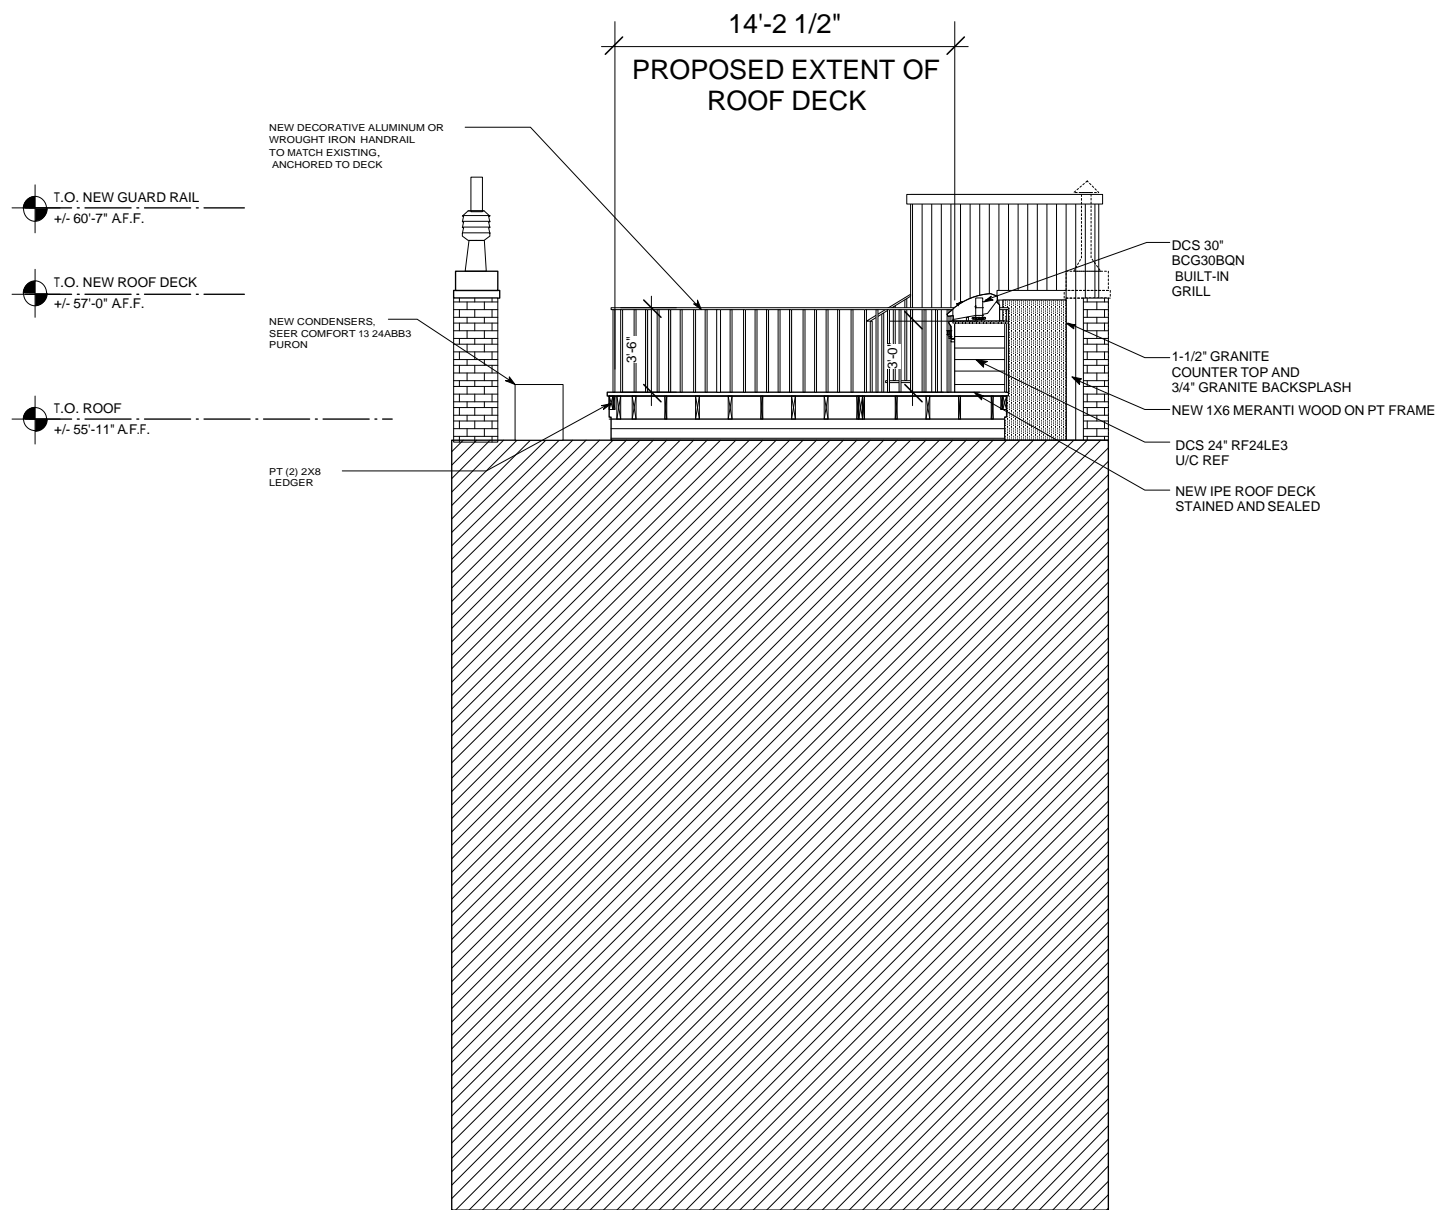 14'-2 1/2"
PROPOSED EXTENT OF
ROOF DECK
NEW DECORATIVE ALUMINUM OR
WROUGHT IRON HANDRAIL
TO MATCH EXISTING,
ANCHORED TO DECK
T.O. NEW GUARD RAIL
+/- 60'-7" A.F.F.
T.O. NEW ROOF DECK
+/- 57'-0" A.F.F.
NEW CONDENSERS,
SEER COMFORT 13 24ABB3
PURON
T.O. ROOF
+/- 55'-11" A.F.F.
PT (2) 2X8
LEDGER
3'-6"
3'-0"
DCS 30"
BCG30BQN
BUILT-IN
GRILL
1-1/2" GRANITE
COUNTER TOP AND
3/4" GRANITE BACKSPLASH
NEW 1X6 MERANTI WOOD ON PT FRAME
DCS 24" RF24LE3
U/C REF
NEW IPE ROOF DECK
STAINED AND SEALED